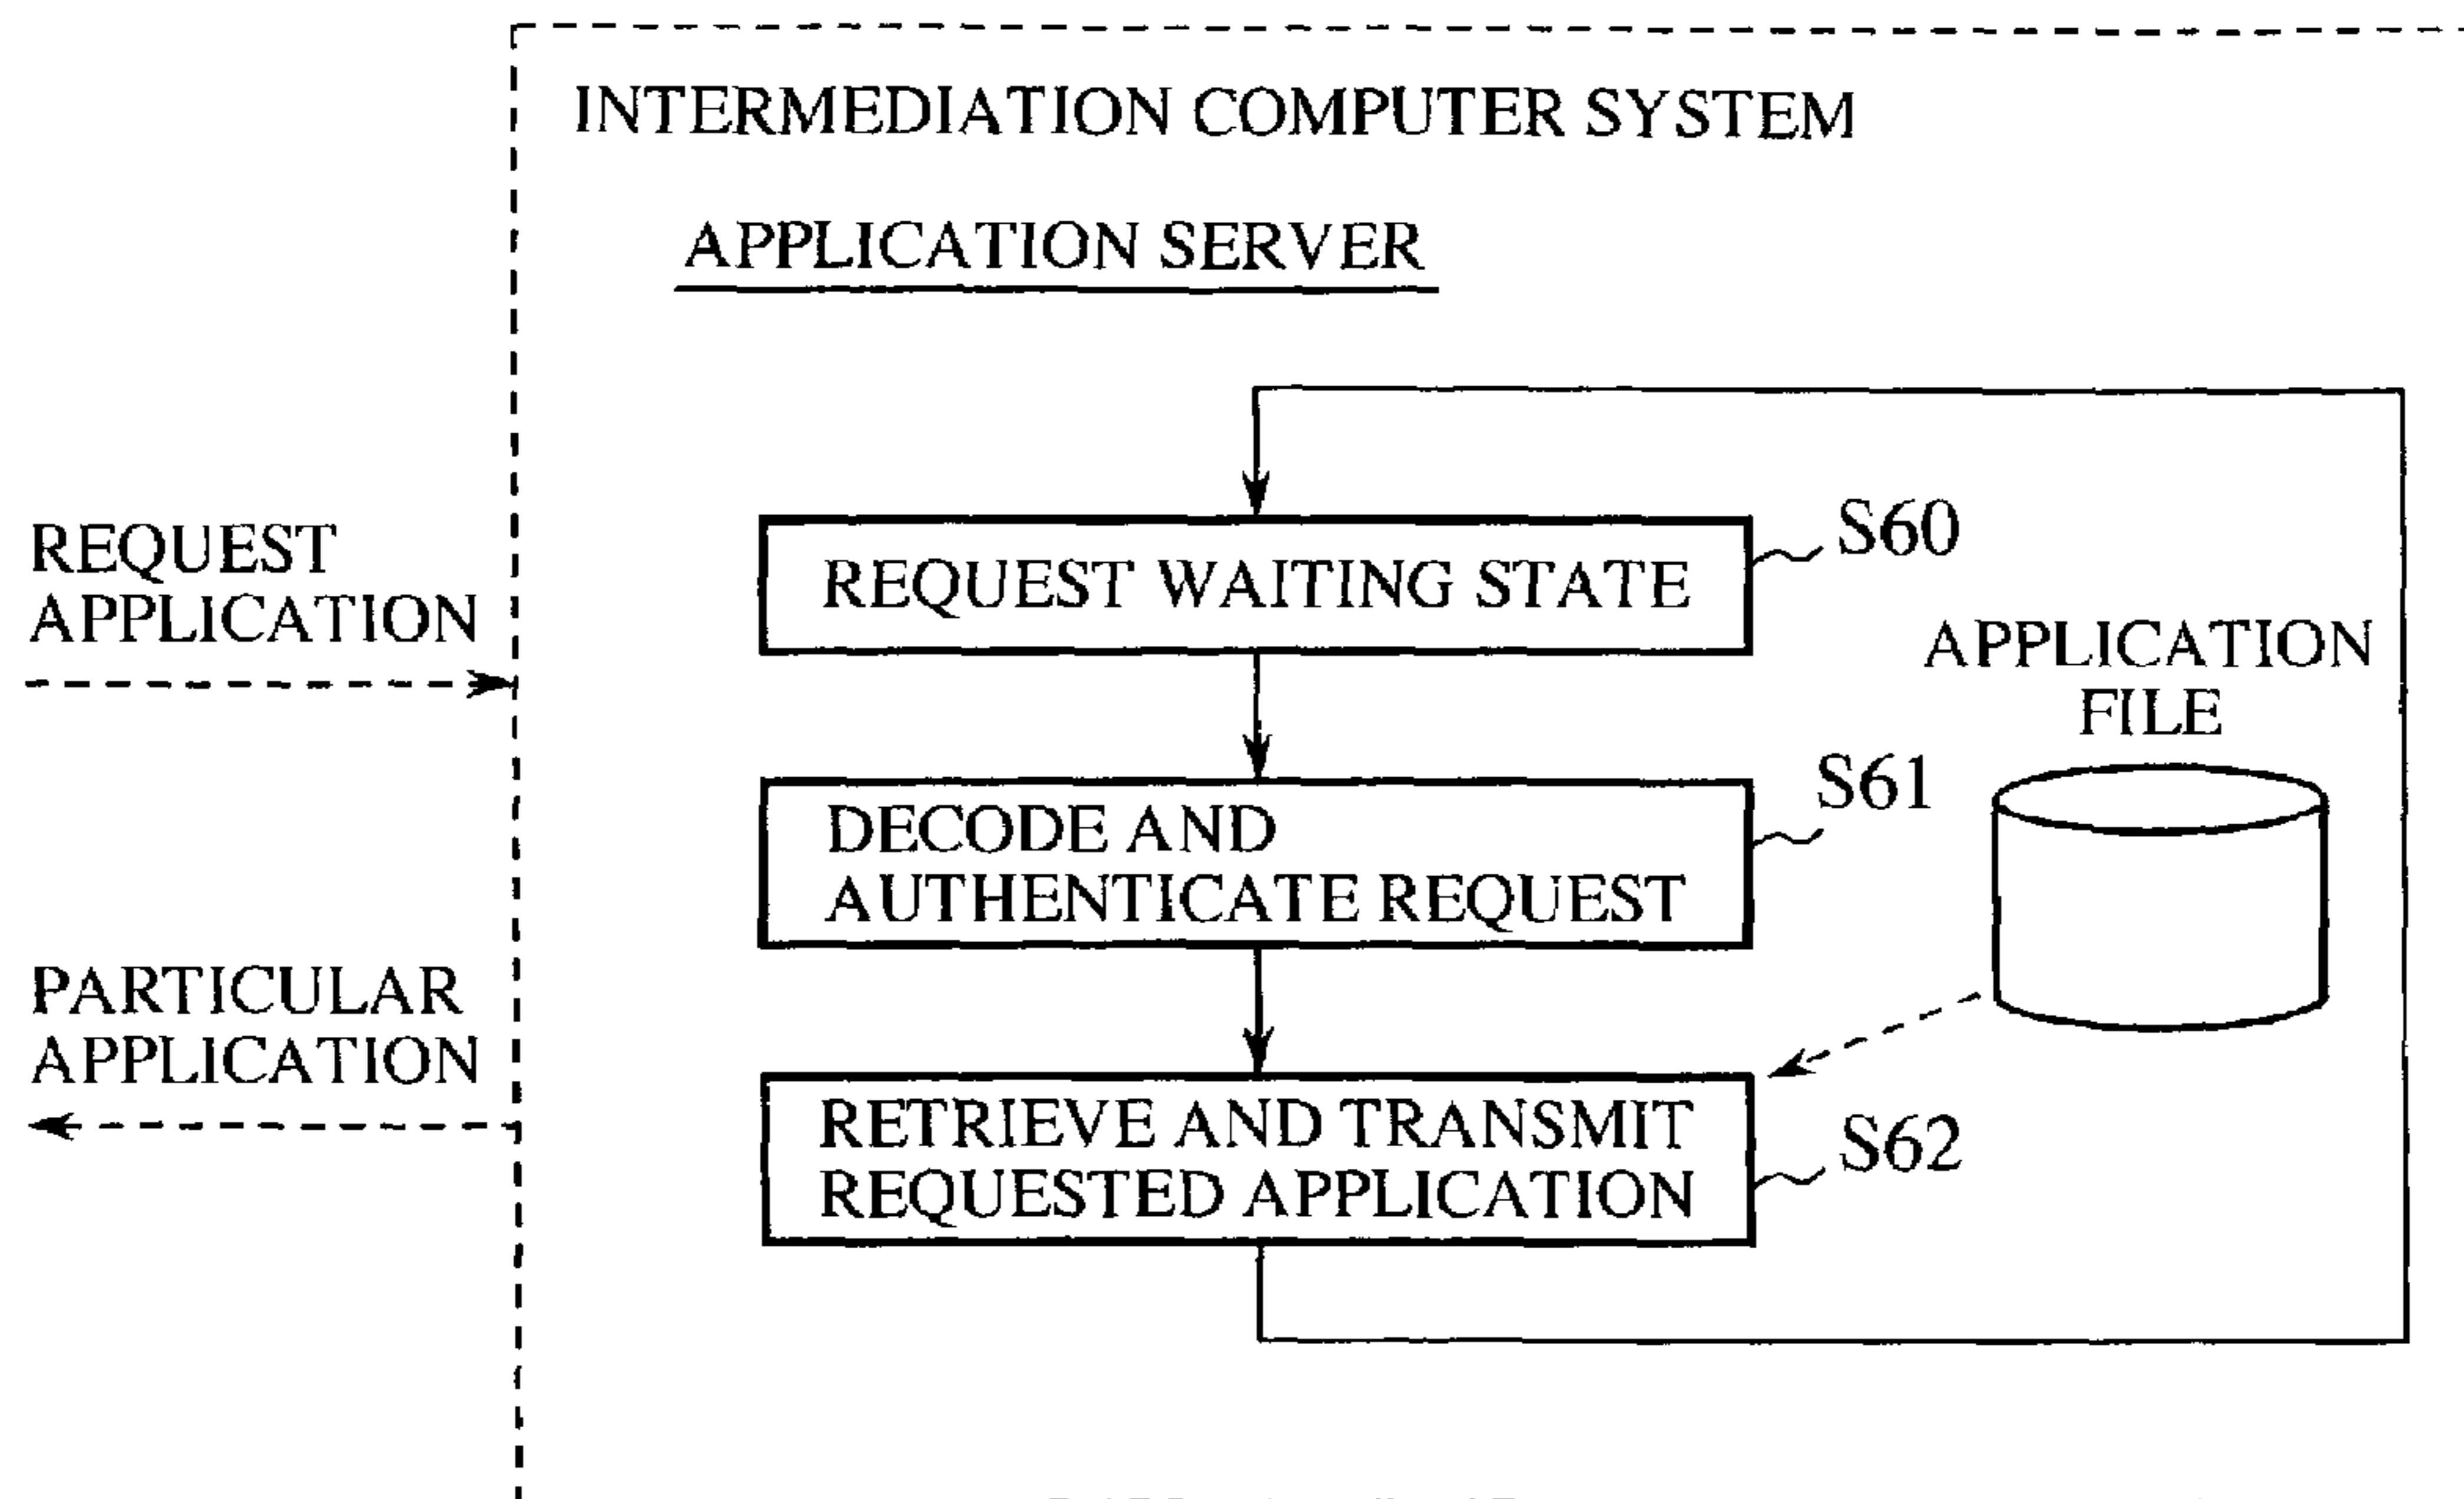 INTERMEDIATION COMPUTER SYSTEM
APPLICATION SERVER
REQUEST
APPLICATION
REQUEST WAITING STATE
S60
APPLICATION
FILE
DECODE AND
AUTHENTICATE REQUEST
S61
PARTICULAR
APPLICATION
RETRIEVE AND TRANSMIT
REQUESTED APPLICATION
S62